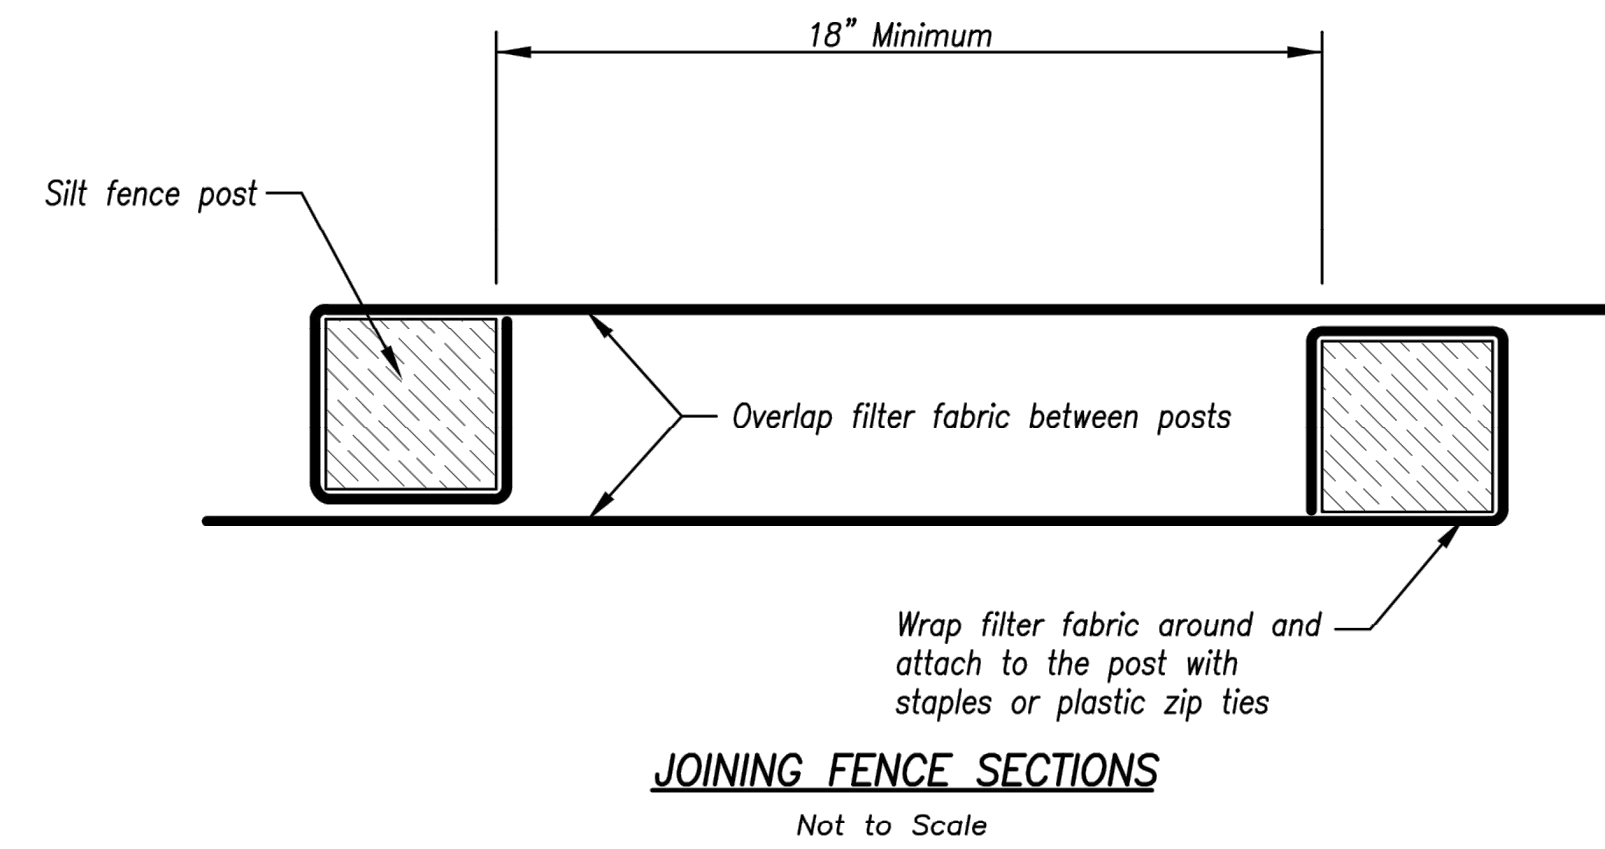 18” Minimum
Silt fence post
Overlap filter fabric between posts
Wrap filter fabric around and
attach to the post with
staples or plastic zip ties
JOINING FENCE SECTIONS
Not to Scale